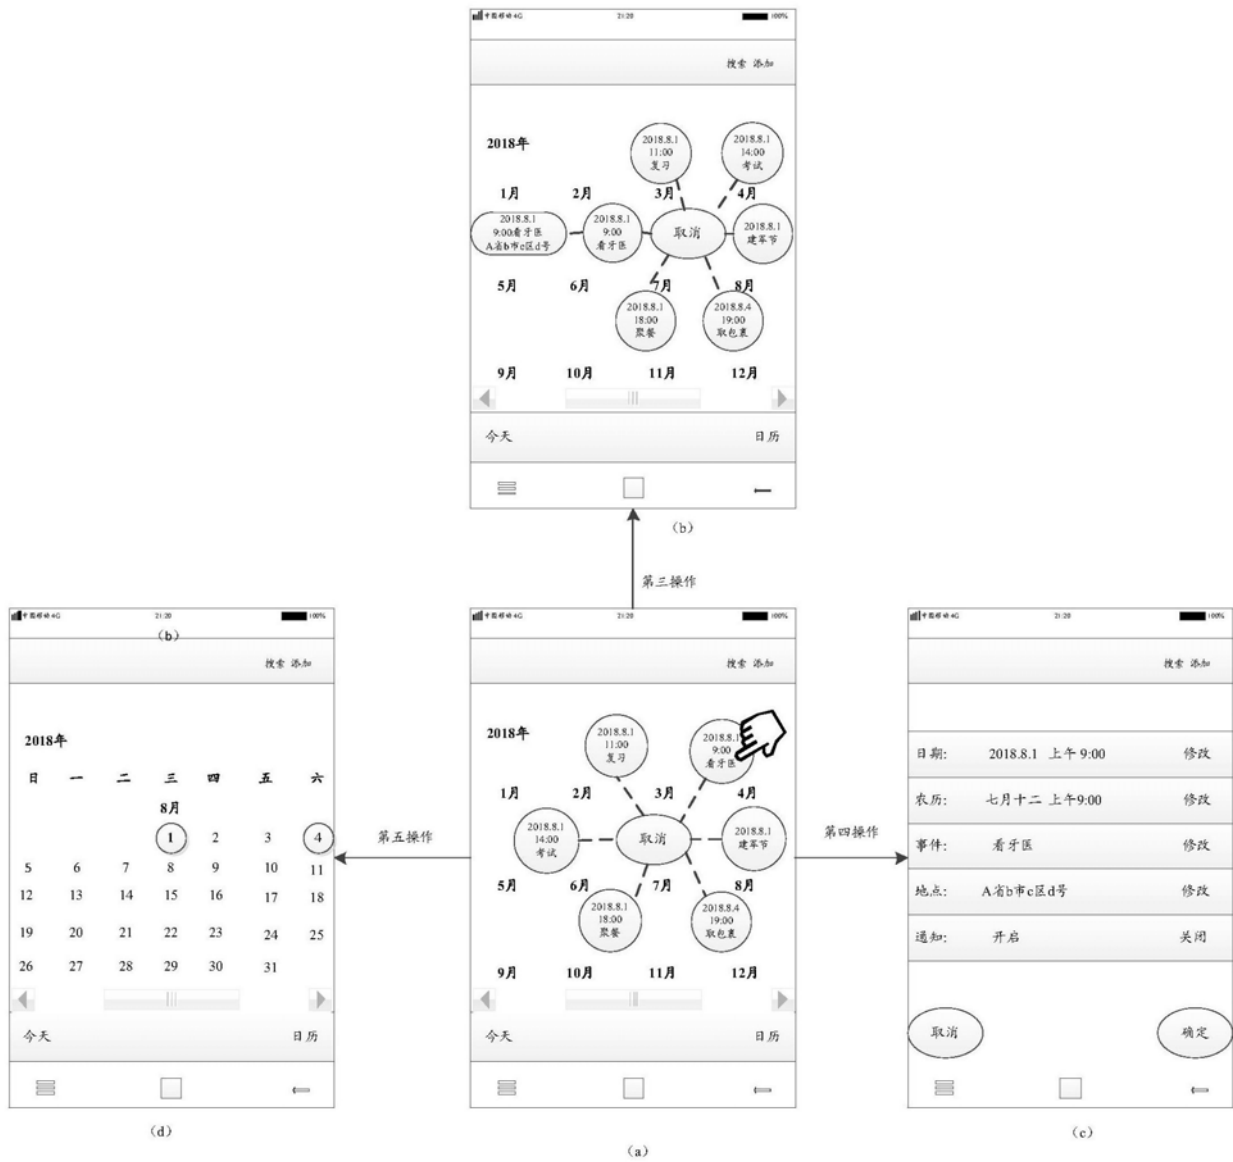 中国移动4G 21:20 100%
搜索 添加
2018年
2018.8.1
11:00
复习
2018.8.1
14:00
考试
1月 2月 3月 4月
2018.8.1
9:00看牙医
A省b市c区d号
2018.8.1
9:00
看牙医
取消
2018.8.1
建军节
5月 6月 7月 8月
2018.8.1
18:00
聚餐
2018.8.4
19:00
取包裹
9月 10月 11月 12月
今天 日历
(b)
第三操作
中国移动4G 21:20 100%
(b)
搜索 添加
2018年
日 一 二 三 四 五 六
8月
1 2 3 4
5 6 7 8 9 10 11
12 13 14 15 16 17 18
19 20 21 22 23 24 25
26 27 28 29 30 31
今天 日历
(d)
第五操作
中国移动4G 21:20 100%
搜索 添加
2018年
2018.8.1
11:00
复习
2018.8.1
9:00
看牙医
1月 2月 3月 4月
2018.8.1
14:00
考试
取消
2018.8.1
建军节
5月 6月 7月 8月
2018.8.1
18:00
聚餐
2018.8.4
19:00
取包裹
9月 10月 11月 12月
今天 日历
(a)
第四操作
中国移动4G 21:20 100%
搜索 添加
日期: 2018.8.1 上午 9:00 修改
农历: 七月十二 上午9:00 修改
事件: 看牙医 修改
地点: A省b市c区d号 修改
通知: 开启 关闭
取消 确定
(c)